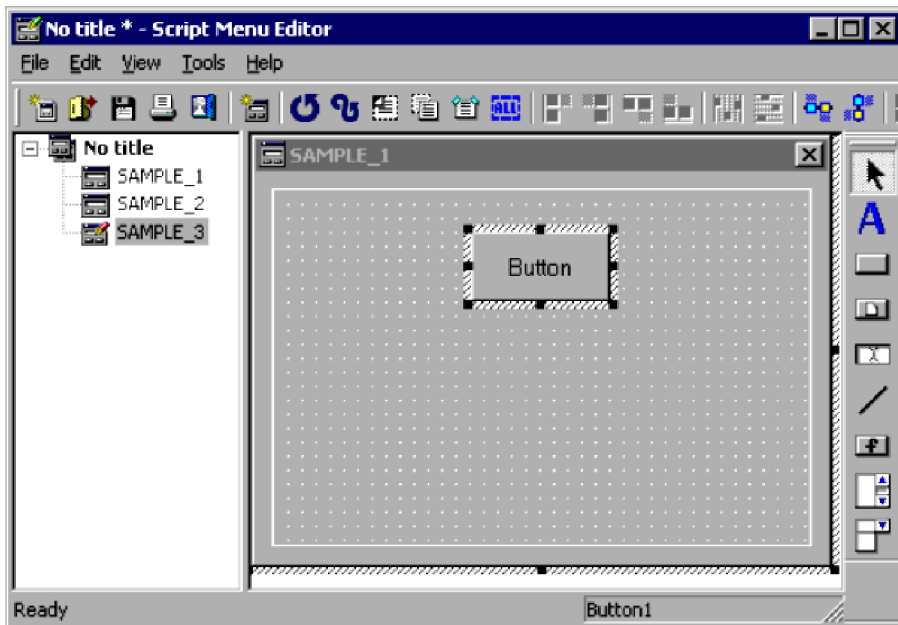 No title * - Script Menu Editor
File Edit View Tools Help
ALL
No title
SAMPLE_1
SAMPLE_2
SAMPLE_3
SAMPLE_1
Button
A
f
Ready
Button1